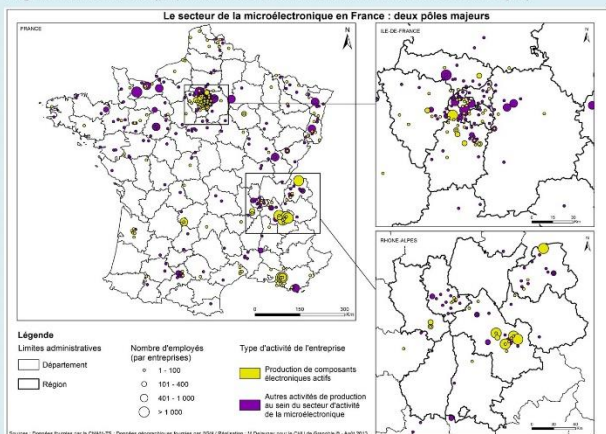 Le secteur de la microélectronique en France : deux pôles majeurs
FRANCE
N
ILE-DE-FRANCE
N
RHONE-ALPES
N
0 150 300
Légende
Limites administratives
Département
Région
Nombre d'employés
(par entreprises)
1 - 100
101 - 400
401 - 1 000
> 1 000
Type d'activité de l'entreprise
Production de composants
électroniques actifs
Autres activités de production
au sein du secteur d'activité
de la microélectronique